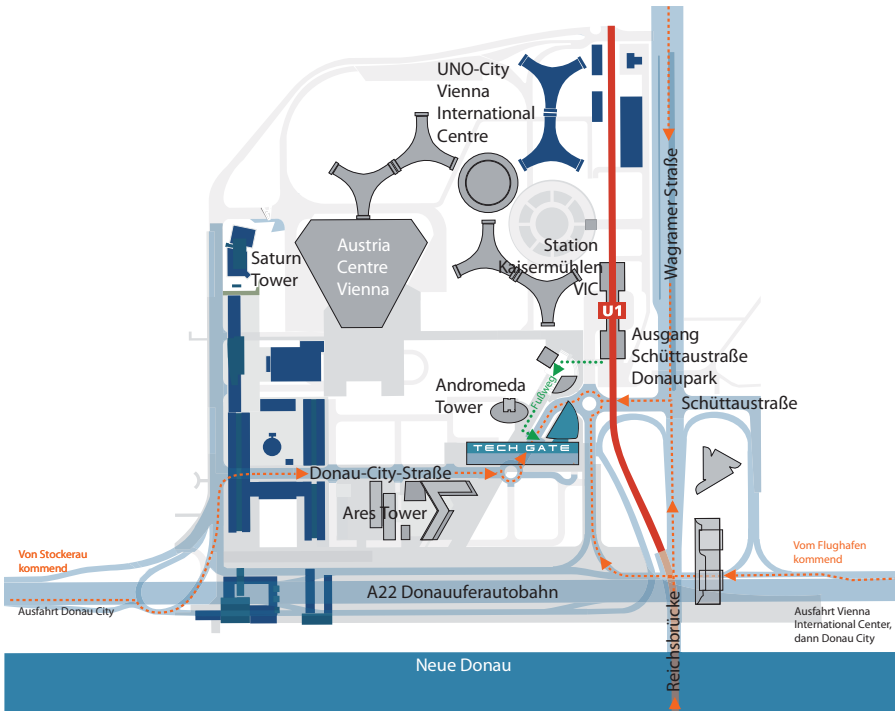 UNO-City
Vienna
International
Centre
Wagramer Straße
Austria
Centre
Vienna
Saturn
Tower
Station
Kaisermühlen
VIC
U1
Ausgang
Schüttaustraße
Donaupark
Andromeda
Tower
Fußweg
Schüttaustraße
TECH GATE
Donau-City-Straße
Ares Tower
Von Stockerau
kommend
Vom Flughafen
kommend
A22 Donauuferautobahn
Ausfahrt Donau City
Ausfahrt Vienna
International Center,
dann Donau City
Reichsbrücke
Neue Donau